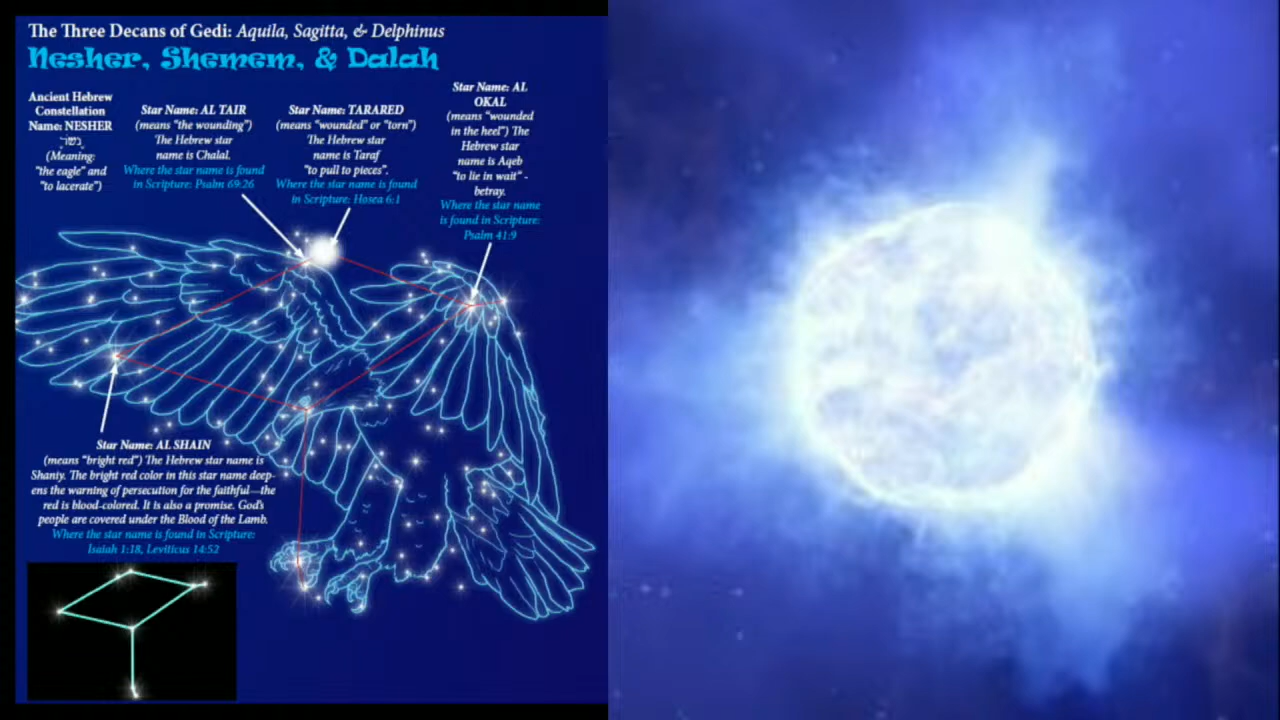 The Three Decans of Gedi: Aquila, Sagitta, & Delphinus
Nesher, Shemem, & Dalah
Ancient Hebrew
Constellation
Name: NESHER
(Meaning:
"the eagle" and
"to lacerate")
Star Name: AL TAIR
(means "the wounding")
The Hebrew star
name is Chalal.
Where the star name is found
in Scripture: Psalm 69:26
Star Name: TARARED
(means "wounded" or "torn")
The Hebrew star
name is Taraf
"to pull to pieces".
Where the star name is found
in Scripture: Hosea 6:1
Star Name: AL
OKAL
(means "wounded
in the heel") The
Hebrew star
name is Aqeb
"to lie in wait" -
betray.
Where the star name
is found in Scripture:
Psalm 41:9
Star Name: AL SHAIN
(means "bright red") The Hebrew star name is
Shaniy. The bright red color in this star name deep-
ens the warning of persecution for the faithful—the
red is blood-colored. It is also a promise. God's
people are covered under the Blood of the Lamb.
Where the star name is found in Scripture:
Isaiah 1:18, Leviticus 14:52